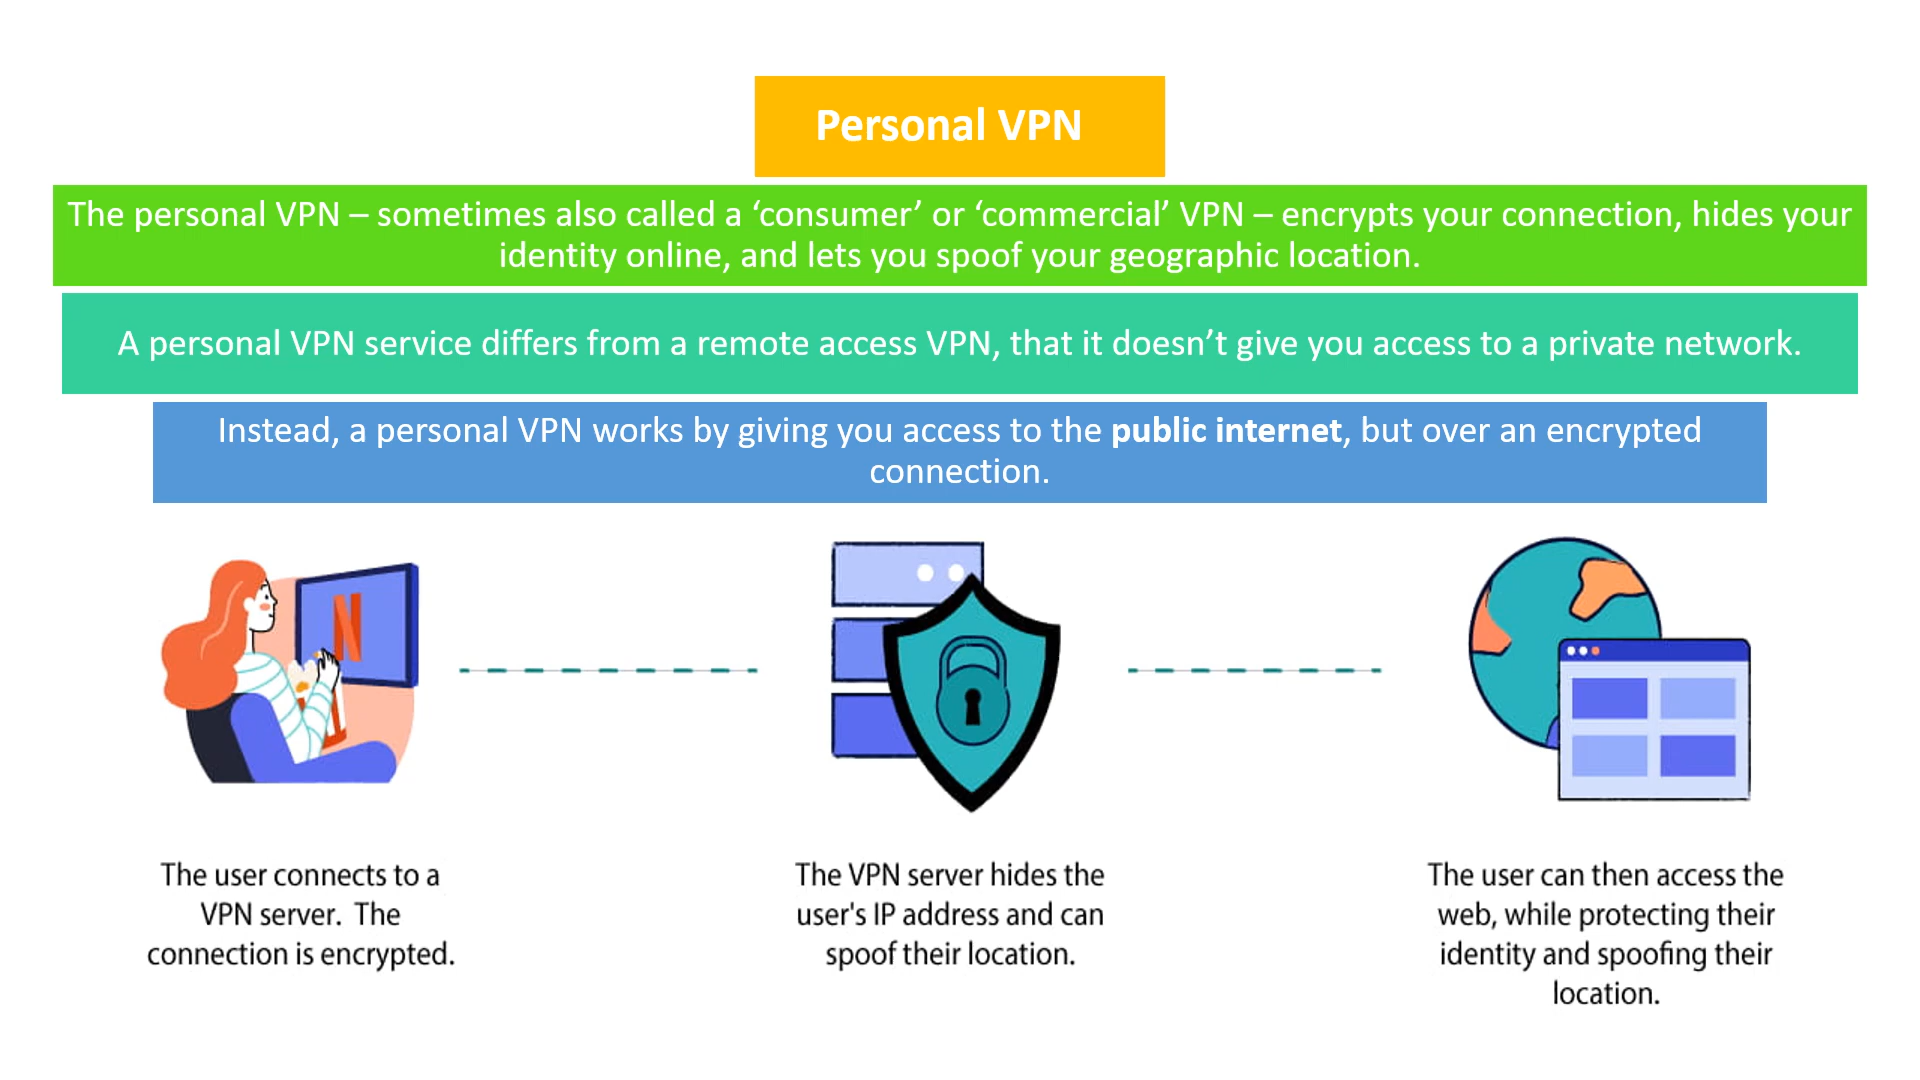 Personal VPN
The personal VPN – sometimes also called a ‘consumer’ or ‘commercial’ VPN – encrypts your connection, hides your
identity online, and lets you spoof your geographic location.
A personal VPN service differs from a remote access VPN, that it doesn’t give you access to a private network.
Instead, a personal VPN works by giving you access to the public internet, but over an encrypted
connection.
N
The user connects to a
VPN server. The
connection is encrypted.
The VPN server hides the
user's IP address and can
spoof their location.
The user can then access the
web, while protecting their
identity and spoofing their
location.